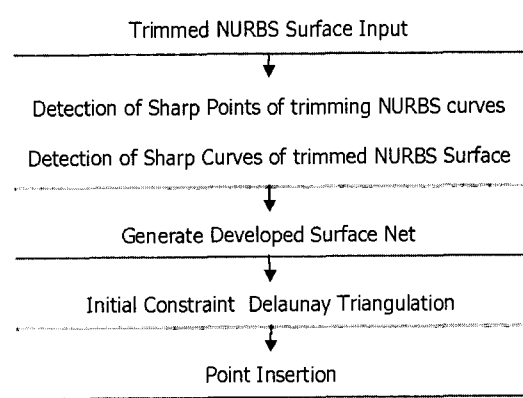 Trimmed NURBS Surface Input
Detection of Sharp Points of trimming NURBS curves
Detection of Sharp Curves of trimmed NURBS Surface
Generate Developed Surface Net
Initial Constraint Delaunay Triangulation
Point Insertion